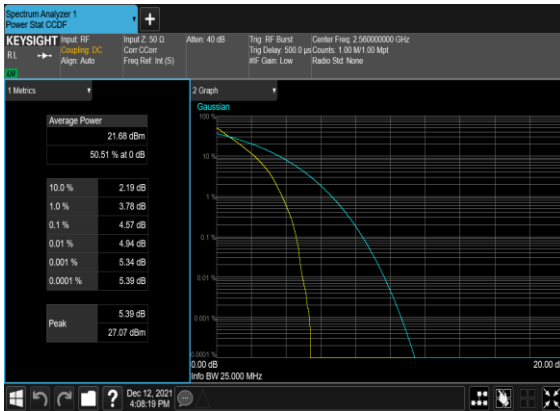 Spectrum Analyzer 1
Power Stat CCDF
KEYSIGHT
RL
LXI
Input: RF
Coupling: DC
Align: Auto
Input Z: 50 Ω
Corr CCorr
Freq Ref: Int (S)
Atten: 40 dB
Trig: RF Burst
Trig Delay: 500.0 µs
#IF Gain: Low
Center Freq: 2.560000000 GHz
Counts: 1.00 M/1.00 Mpt
Radio Std: None
1 Metrics
Average Power
21.68 dBm
50.51 % at 0 dB
10.0 % 2.19 dB
1.0 % 3.78 dB
0.1 % 4.57 dB
0.01 % 4.94 dB
0.001 % 5.34 dB
0.0001 % 5.39 dB
Peak
5.39 dB
27.07 dBm
2 Graph
Gaussian
100 %
10 %
1 %
0.1 %
0.01 %
0.001 %
0.0001 %
0.00 dB
20.00 d
Info BW 25.000 MHz
?
Dec 12, 2021
4:08:19 PM